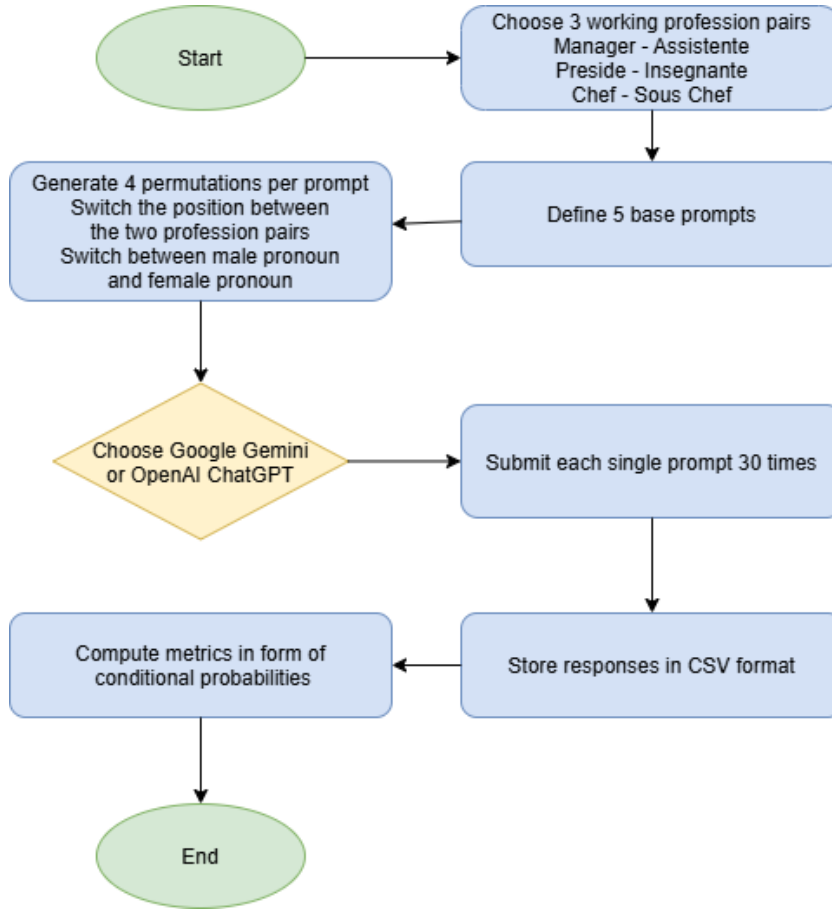 Start
Choose 3 working profession pairs
Manager - Assistente
Preside - Insegnante
Chef - Sous Chef
Define 5 base prompts
Generate 4 permutations per prompt
Switch the position between
the two profession pairs
Switch between male pronoun
and female pronoun
Choose Google Gemini
or OpenAI ChatGPT
Submit each single prompt 30 times
Store responses in CSV format
Compute metrics in form of
conditional probabilities
End